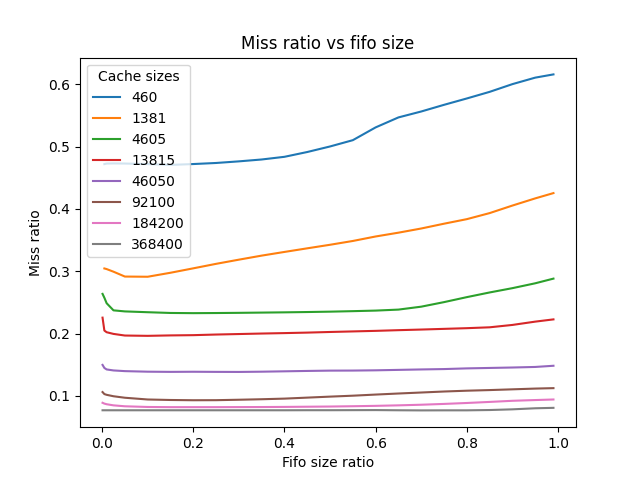 Miss ratio vs fifo size
Cache sizes
460
1381
4605
13815
46050
92100
184200
368400
0.6
0.5
0.4
0.3
0.2
0.1
Miss ratio
0.0 0.2 0.4 0.6 0.8 1.0
Fifo size ratio